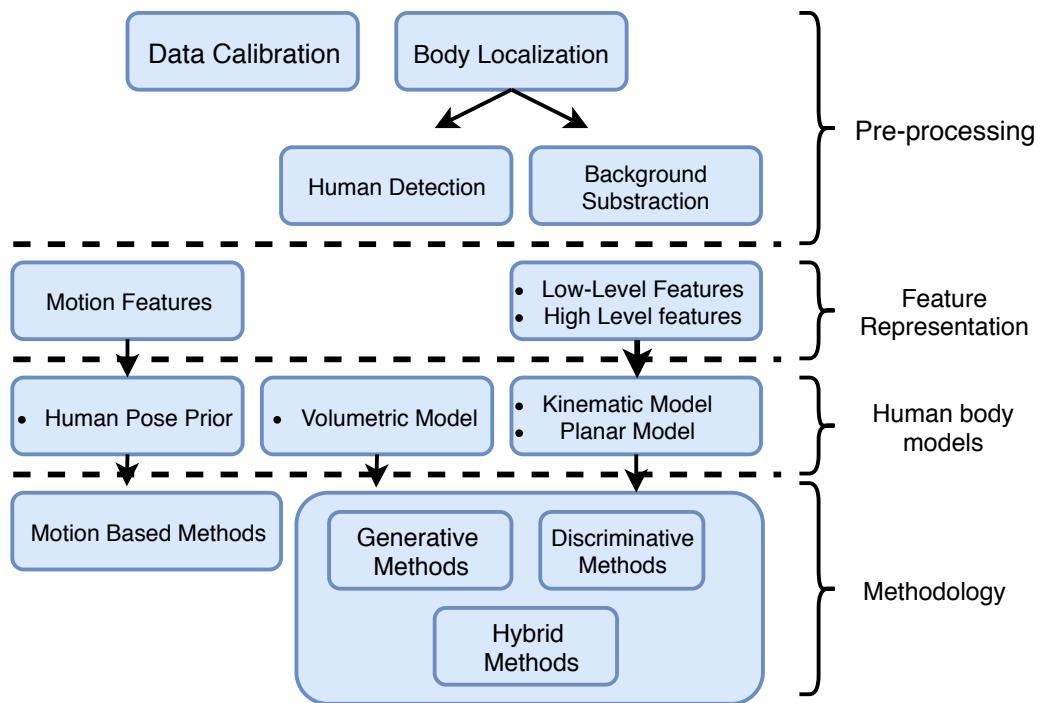 Data Calibration
Body Localization
Human Detection
Background
Substraction
Pre-processing
Motion Features
• Low-Level Features
• High Level features
Feature
Representation
• Human Pose Prior
• Volumetric Model
• Kinematic Model
• Planar Model
Human body
models
Motion Based Methods
Generative
Methods
Discriminative
Methods
Hybrid
Methods
Methodology